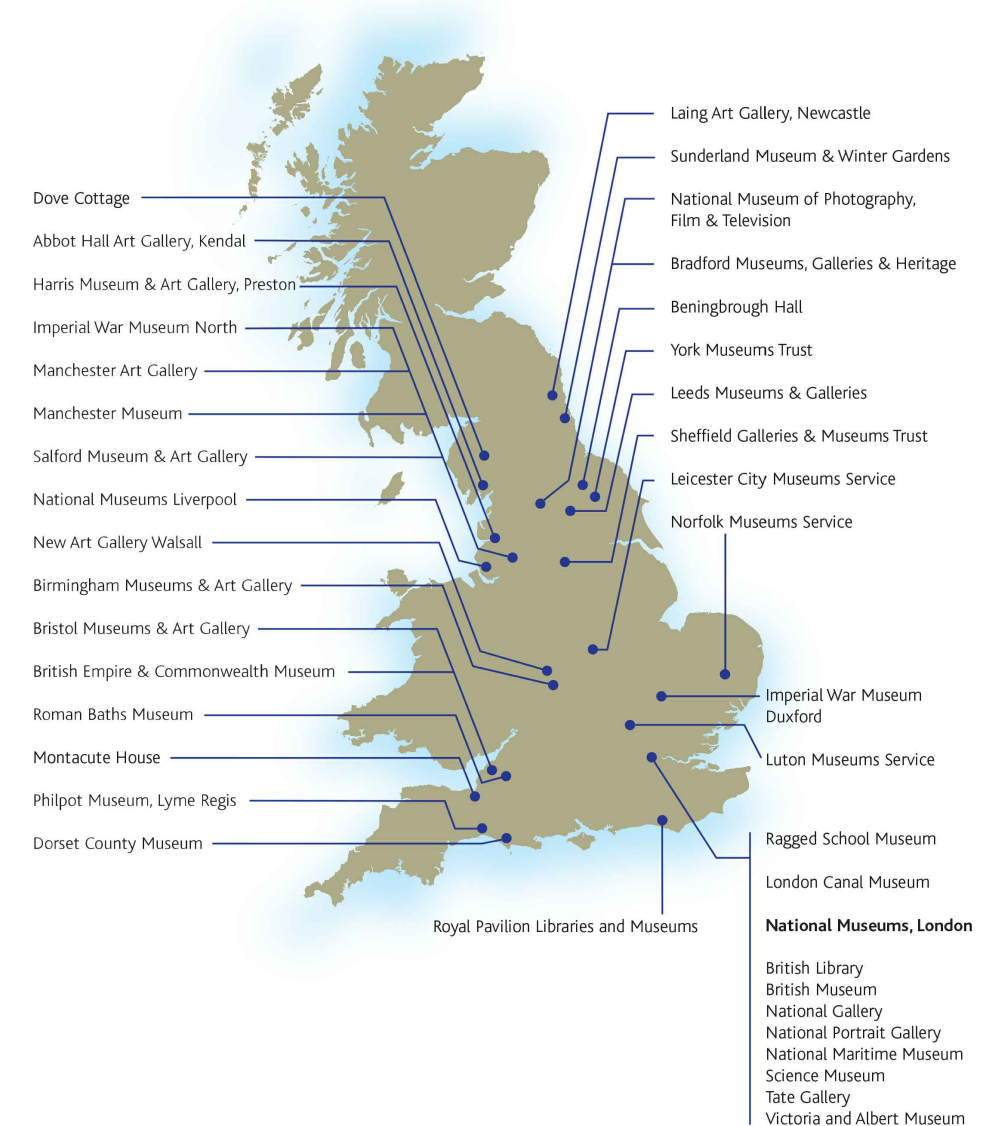 Dove Cottage
Abbot Hall Art Gallery, Kendal
Harris Museum & Art Gallery, Preston
Imperial War Museum North
Manchester Art Gallery
Manchester Museum
Salford Museum & Art Gallery
National Museums Liverpool
New Art Gallery Walsall
Birmingham Museums & Art Gallery
Bristol Museums & Art Gallery
British Empire & Commonwealth Museum
Roman Baths Museum
Montacute House
Philpot Museum, Lyme Regis
Dorset County Museum
Laing Art Gallery, Newcastle
Sunderland Museum & Winter Gardens
National Museum of Photography,
Film & Television
Bradford Museums, Galleries & Heritage
Beningbrough Hall
York Museums Trust
Leeds Museums & Galleries
Sheffield Galleries & Museums Trust
Leicester City Museums Service
Norfolk Museums Service
Imperial War Museum
Duxford
Luton Museums Service
Ragged School Museum
London Canal Museum
National Museums, London
British Library
British Museum
National Gallery
National Portrait Gallery
National Maritime Museum
Science Museum
Tate Gallery
Victoria and Albert Museum
Royal Pavilion Libraries and Museums